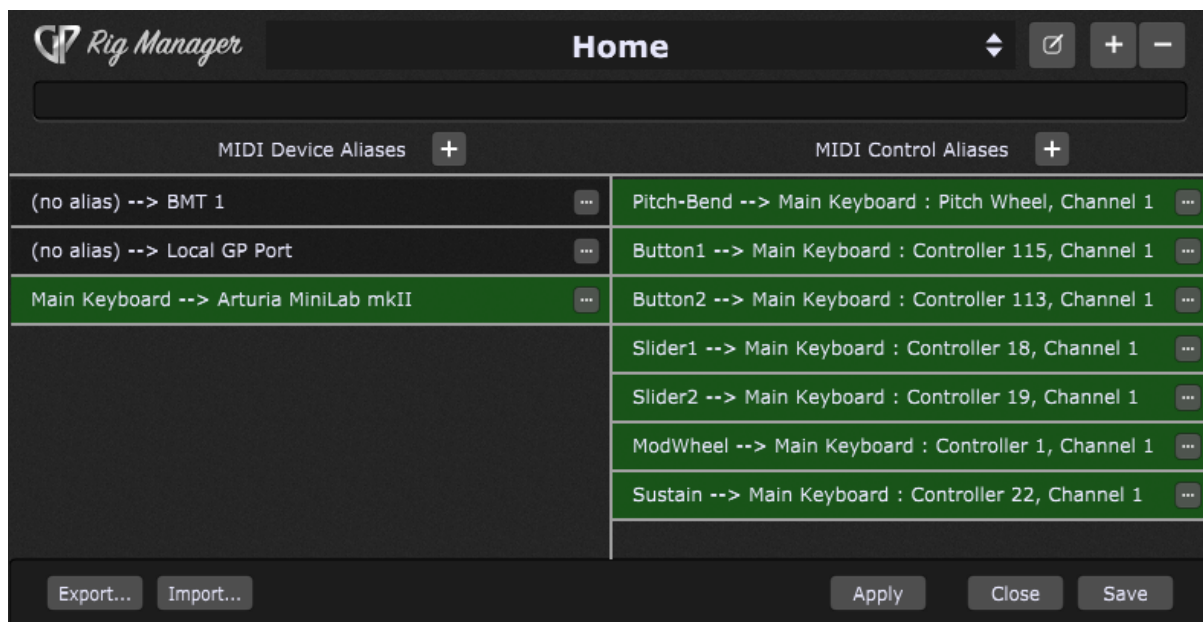 GP Rig Manager
Home
+
−
MIDI Device Aliases +
MIDI Control Aliases +
(no alias) --> BMT 1 ...
(no alias) --> Local GP Port ...
Main Keyboard --> Arturia MiniLab mkII ...
Pitch-Bend --> Main Keyboard : Pitch Wheel, Channel 1 ...
Button1 --> Main Keyboard : Controller 115, Channel 1 ...
Button2 --> Main Keyboard : Controller 113, Channel 1 ...
Slider1 --> Main Keyboard : Controller 18, Channel 1 ...
Slider2 --> Main Keyboard : Controller 19, Channel 1 ...
ModWheel --> Main Keyboard : Controller 1, Channel 1 ...
Sustain --> Main Keyboard : Controller 22, Channel 1 ...
Export... Import... Apply Close Save